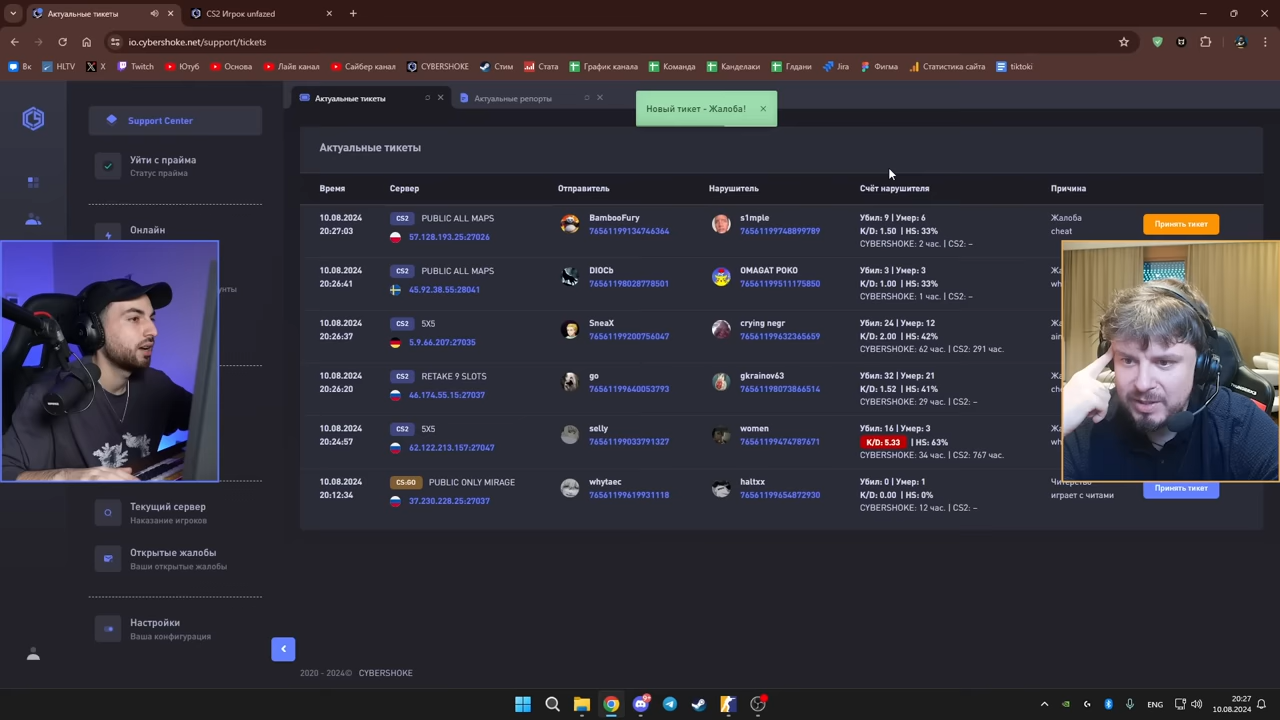 Актуальные тикеты
CS2 Игрок unfazed
io.cybershoke.net/support/tickets
Вк
HLTV
X
Twitch
Ютуб
Основа
Лайв канал
Сайбер канал
CYBERSHOKE
Стим
Стата
График канала
Команда
Канделаки
Глдани
Jira
Фигма
Статистика сайта
tiktoki
Support Center
Уйти с прайма
Статус прайма
Онлайн
Текущий сервер
Наказание игроков
Открытые жалобы
Ваши открытые жалобы
Настройки
Ваша конфигурация
Актуальные тикеты
Актуальные репорты
Новый тикет - Жалоба!
Актуальные тикеты
Время Сервер Отправитель Нарушитель Счёт нарушителя Причина
10.08.2024 CS2 PUBLIC ALL MAPS BambooFury s1mple Убил: 9 | Умер: 6 Жалоба
20:27:03 57.128.193.25:27026 76561199134746364 76561199748899789 K/D: 1.50 | HS: 33% cheat
CYBERSHOKE: 2 час. | CS2: –
Принять тикет
10.08.2024 CS2 PUBLIC ALL MAPS DIOCb OMAGAT POKO Убил: 3 | Умер: 3
20:26:41 45.92.38.55:28041 76561198028778501 76561199511175850 K/D: 1.00 | HS: 33%
CYBERSHOKE: 1 час. | CS2: –
10.08.2024 CS2 5X5 SneaX crying negr Убил: 24 | Умер: 12
20:26:37 5.9.66.207:27035 76561199200756047 76561199632365659 K/D: 2.00 | HS: 42%
CYBERSHOKE: 62 час. | CS2: 291 час.
10.08.2024 CS2 RETAKE 9 SLOTS go gkrainov63 Убил: 32 | Умер: 21
20:26:20 46.174.55.15:27037 76561199640053793 76561198073866514 K/D: 1.52 | HS: 41%
CYBERSHOKE: 29 час. | CS2: –
10.08.2024 CS2 5X5 selly women Убил: 16 | Умер: 3
20:24:57 62.122.213.157:27047 76561199033791327 76561199474787671 K/D: 5.33 | HS: 63%
CYBERSHOKE: 34 час. | CS2: 767 час.
10.08.2024 CS:GO PUBLIC ONLY MIRAGE whytaec haltxx Убил: 0 | Умер: 1
20:12:34 37.230.228.25:27037 76561199619931118 76561199654872930 K/D: 0.00 | HS: 0% играет с читами
CYBERSHOKE: 12 час. | CS2: –
Принять тикет
2020 - 2024© CYBERSHOKE
ENG
20:27
10.08.2024